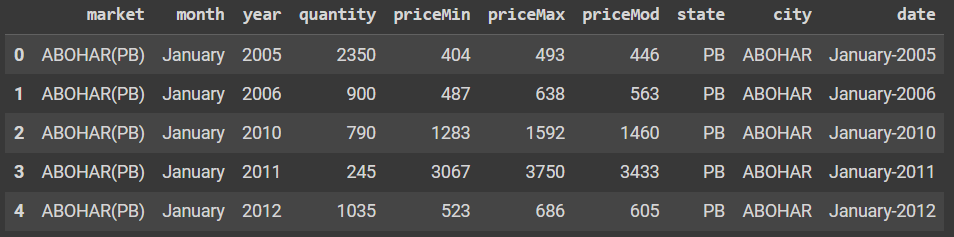 market month year quantity priceMin priceMax priceMod state city date
0 ABOHAR(PB) January 2005 2350 404 493 446 PB ABOHAR January-2005
1 ABOHAR(PB) January 2006 900 487 638 563 PB ABOHAR January-2006
2 ABOHAR(PB) January 2010 790 1283 1592 1460 PB ABOHAR January-2010
3 ABOHAR(PB) January 2011 245 3067 3750 3433 PB ABOHAR January-2011
4 ABOHAR(PB) January 2012 1035 523 686 605 PB ABOHAR January-2012